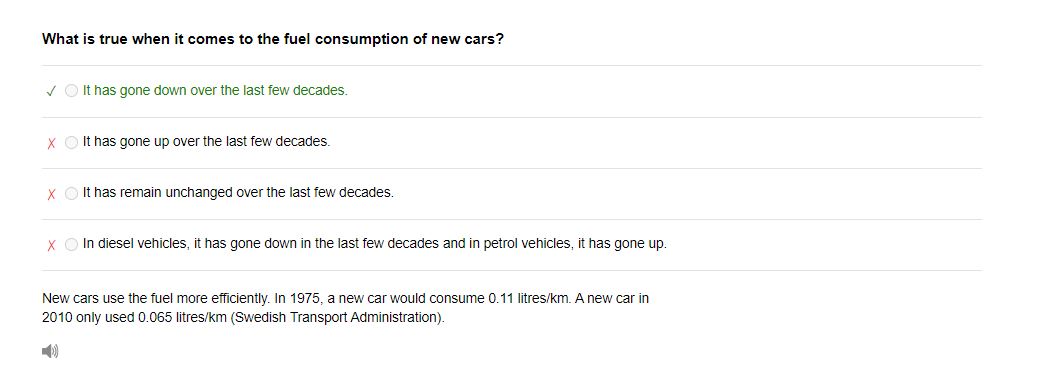 What is true when it comes to the fuel consumption of new cars?
✓ It has gone down over the last few decades.
X It has gone up over the last few decades.
X It has remain unchanged over the last few decades.
X In diesel vehicles, it has gone down in the last few decades and in petrol vehicles, it has gone up.
New cars use the fuel more efficiently. In 1975, a new car would consume 0.11 litres/km. A new car in
2010 only used 0.065 litres/km (Swedish Transport Administration).